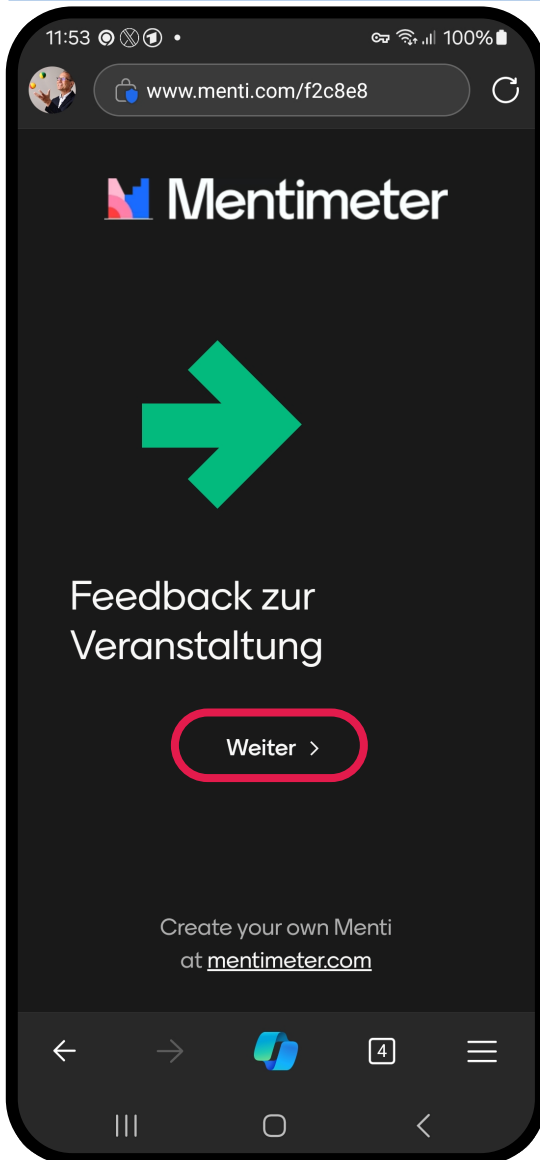 11:53
100%
www.menti.com/f2c8e8
Mentimeter
Feedback zur
Veranstaltung
Weiter >
Create your own Menti
at mentimeter.com
4